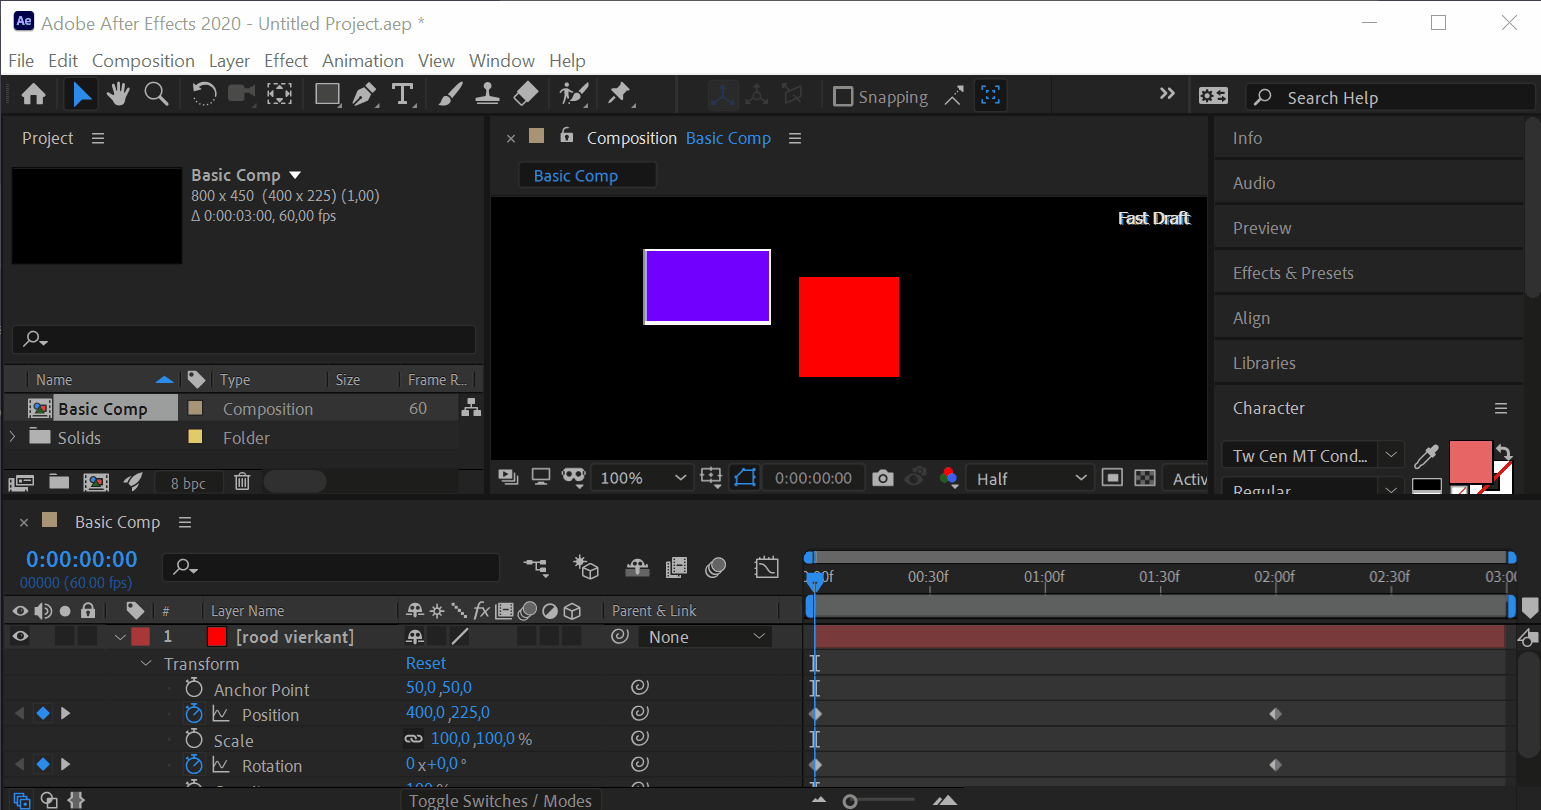 Ae Adobe After Effects 2020 - Untitled Project.aep *
File Edit Composition Layer Effect Animation View Window Help
Snapping
Search Help
Project
Basic Comp
800 x 450 (400 x 225) (1,00)
Δ 0:00:03:00, 60,00 fps
Name Type Size Frame R...
Basic Comp Composition 60
Solids Folder
8 bpc
× Composition Basic Comp
Basic Comp
Fast Draft
100% 0:00:00:00 Half Activ
Info
Audio
Preview
Effects & Presets
Align
Libraries
Character
Tw Cen MT Cond...
Regular
× Basic Comp
0:00:00:00
00000 (60.00 fps)
:00f 00:30f 01:00f 01:30f 02:00f 02:30f 03:00
# Layer Name fx Parent & Link
1 [rood vierkant] None
Transform Reset
Anchor Point 50,0 ,50,0
Position 400,0 ,225,0
Scale 100,0 ,100,0 %
Rotation 0 x +0,0 °
Toggle Switches / Modes